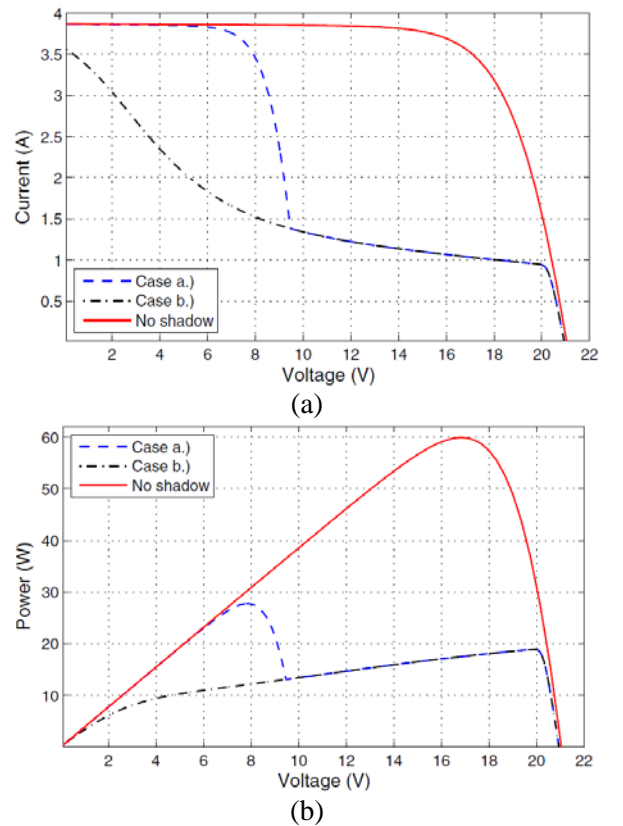 4
3.5
3
2.5
2
1.5
1
0.5
Current (A)
Case a.)
Case b.)
No shadow
2 4 6 8 10 12 14 16 18 20 22
Voltage (V)
(a)
60
50
40
30
20
10
Power (W)
Case a.)
Case b.)
No shadow
2 4 6 8 10 12 14 16 18 20 22
Voltage (V)
(b)